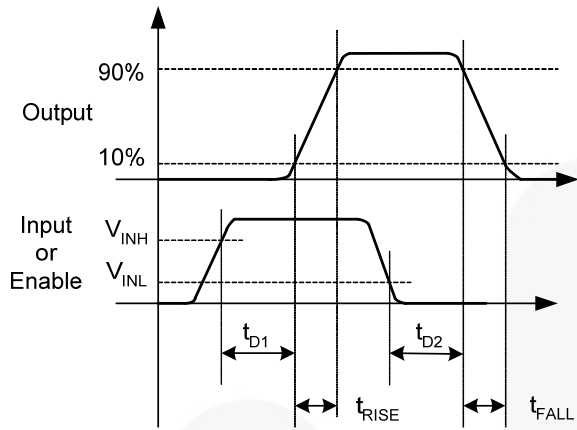 90%
Output
10%
Input
or
Enable
VINH
VINL
tD1
tD2
tRISE
tFALL